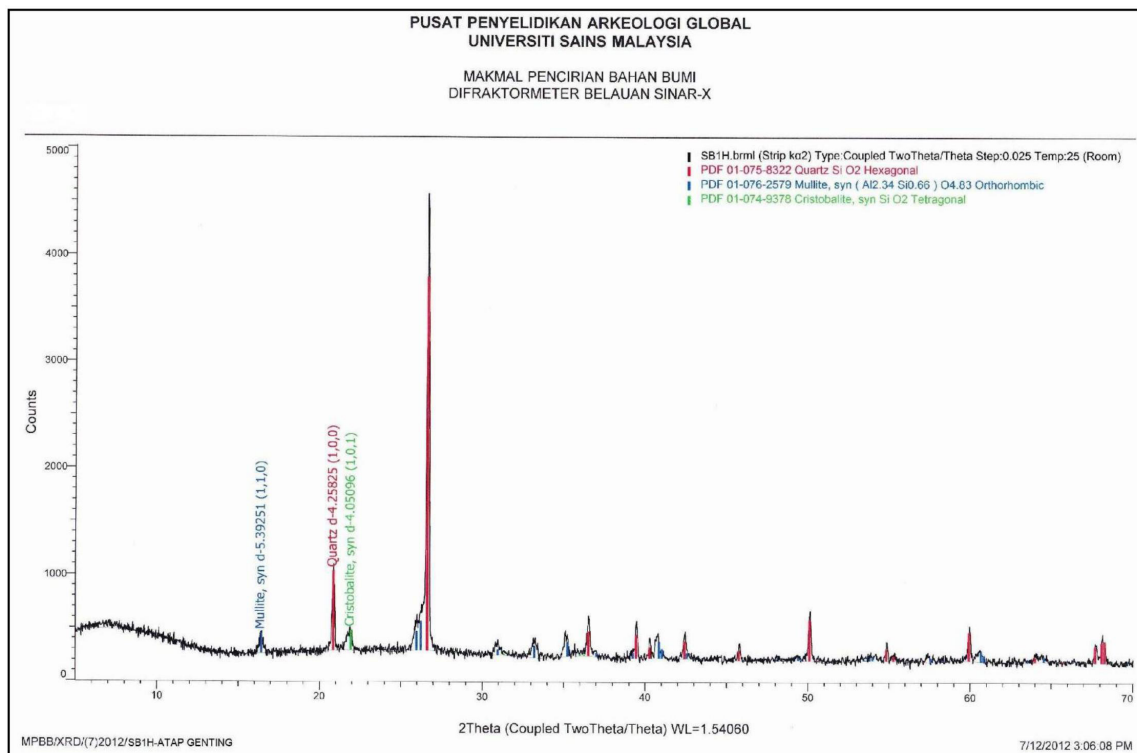 PUSAT PENYELIDIKAN ARKEOLOGI GLOBAL
UNIVERSITI SAINS MALAYSIA
MAKMAL PENCIRIAN BAHAN BUMI
DIFRAKTORMETER BELAUAN SINAR-X
SB1H.brml (Strip kα2) Type:Coupled TwoTheta/Theta Step:0.025 Temp:25 (Room)
PDF 01-075-8322 Quartz Si O2 Hexagonal
PDF 01-076-2579 Mullite, syn ( Al2.34 Si0.66 ) O4.83 Orthorhombic
PDF 01-074-9378 Cristobalite, syn Si O2 Tetragonal
5000
4000
3000
2000
1000
0
Counts
Mullite, syn d-5.39251 (1,1,0)
Quartz d-4.25825 (1,0,0)
Cristobalite, syn d-4.05096 (1,0,1)
10 20 30 40 50 60 70
2Theta (Coupled TwoTheta/Theta) WL=1.54060
MPBB/XRD/(7)2012/SB1H-ATAP GENTING
7/12/2012 3:06:08 PM